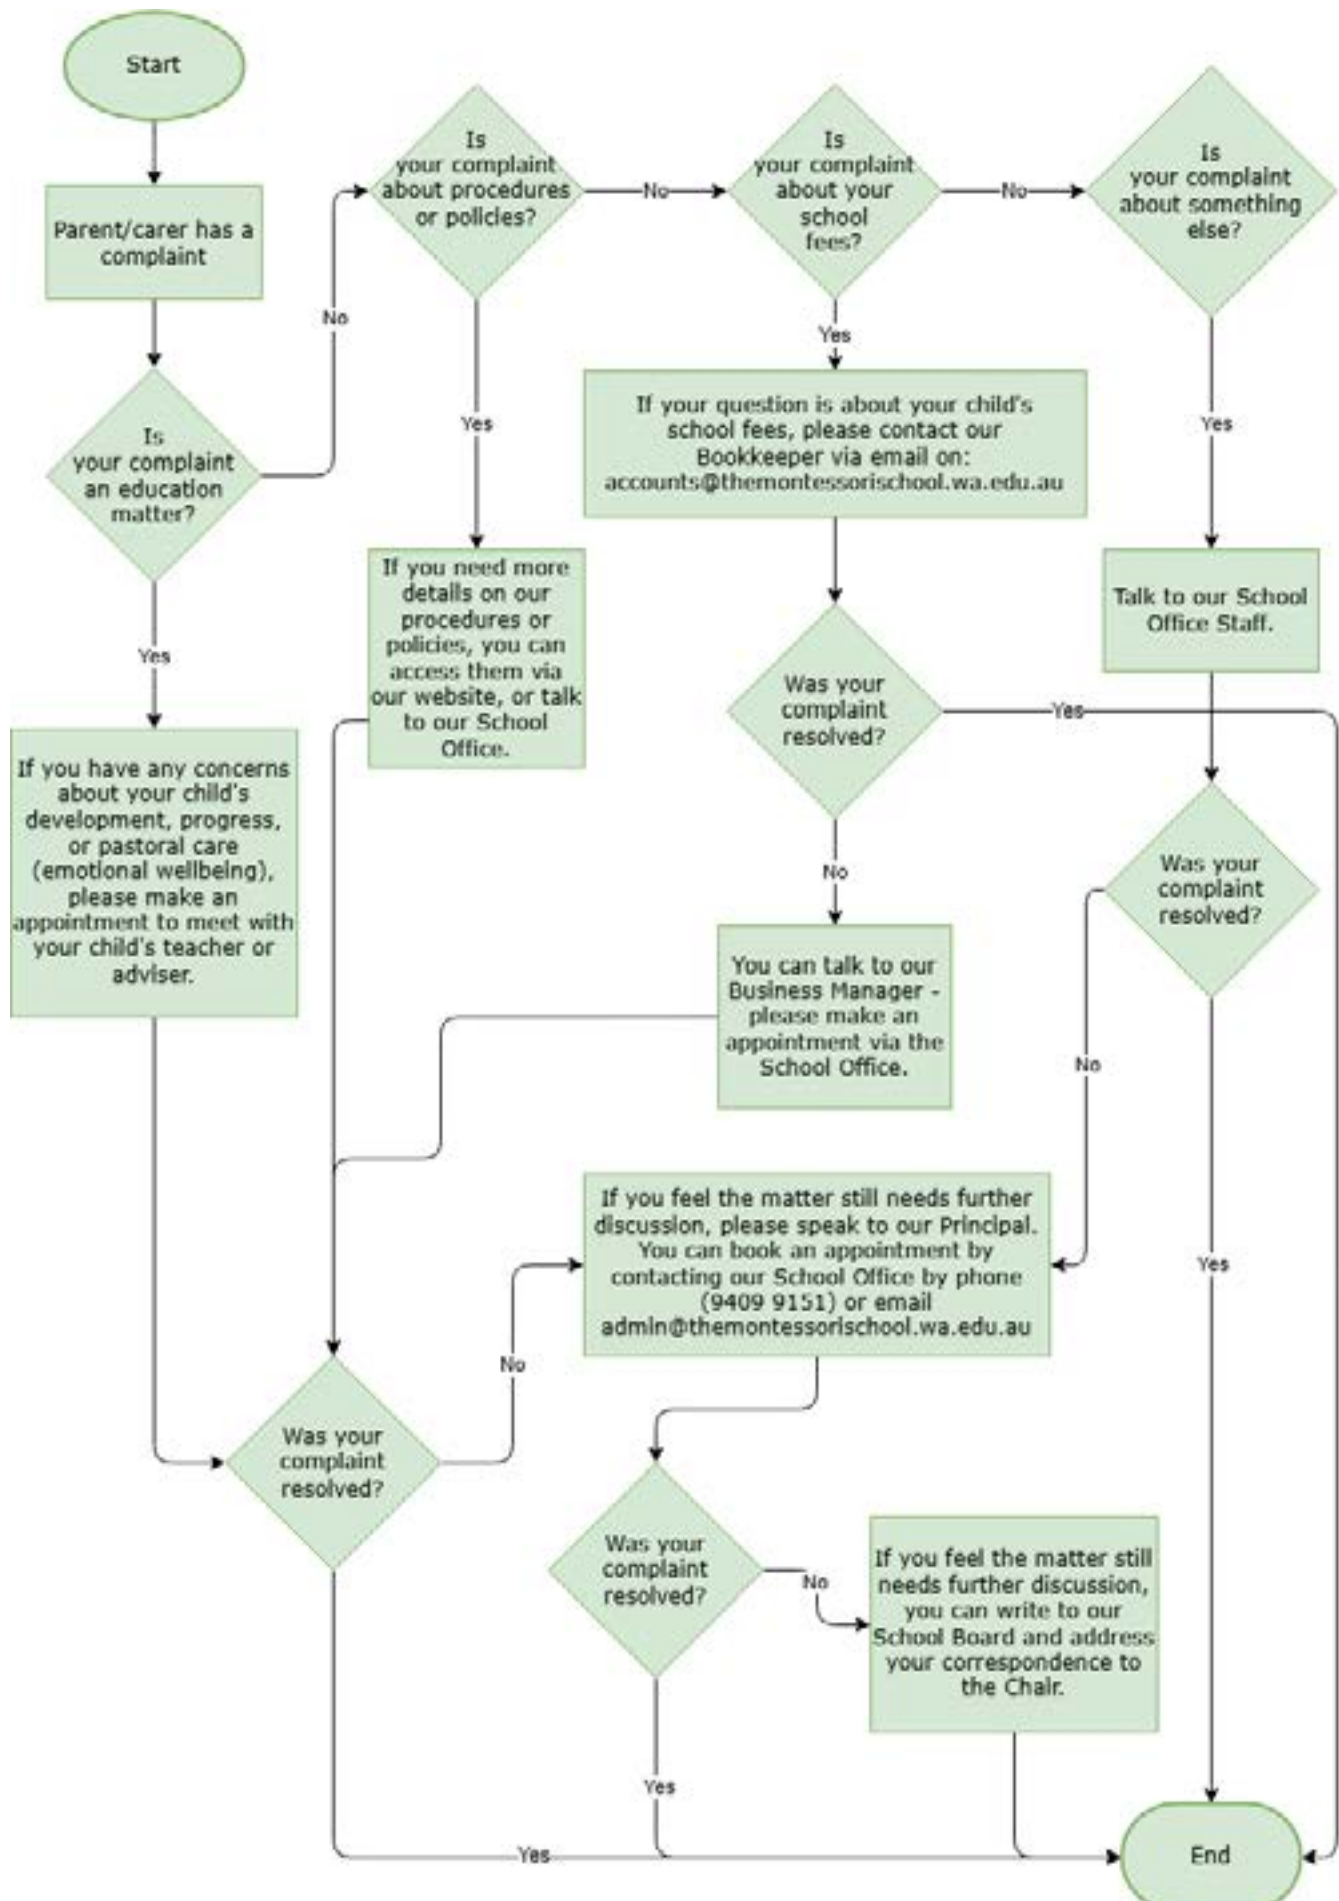 Start
Parent/carer has a
complaint
Is
your complaint
an education
matter?
No
Yes
If you have any concerns
about your child's
development, progress,
or pastoral care
(emotional wellbeing),
please make an
appointment to meet with
your child's teacher or
adviser.
Is
your complaint
about procedures
or policies?
No
Yes
If you need more
details on our
procedures or
policies, you can
access them via
our website, or talk
to our School
Office.
Is
your complaint
about your
school
fees?
No
Yes
If your question is about your child's
school fees, please contact our
Bookkeeper via email on:
accounts@themontessorischool.wa.edu.au
Was your
complaint
resolved?
Yes
No
You can talk to our
Business Manager -
please make an
appointment via the
School Office.
Is
your complaint
about something
else?
Yes
Talk to our School
Office Staff.
Was your
complaint
resolved?
No
Yes
If you feel the matter still needs further
discussion, please speak to our Principal.
You can book an appointment by
contacting our School Office by phone
(9409 9151) or email
admin@themontessorischool.wa.edu.au
Was your
complaint
resolved?
No
Yes
Was your
complaint
resolved?
No
Yes
If you feel the matter still
needs further discussion,
you can write to our
School Board and address
your correspondence to
the Chair.
End